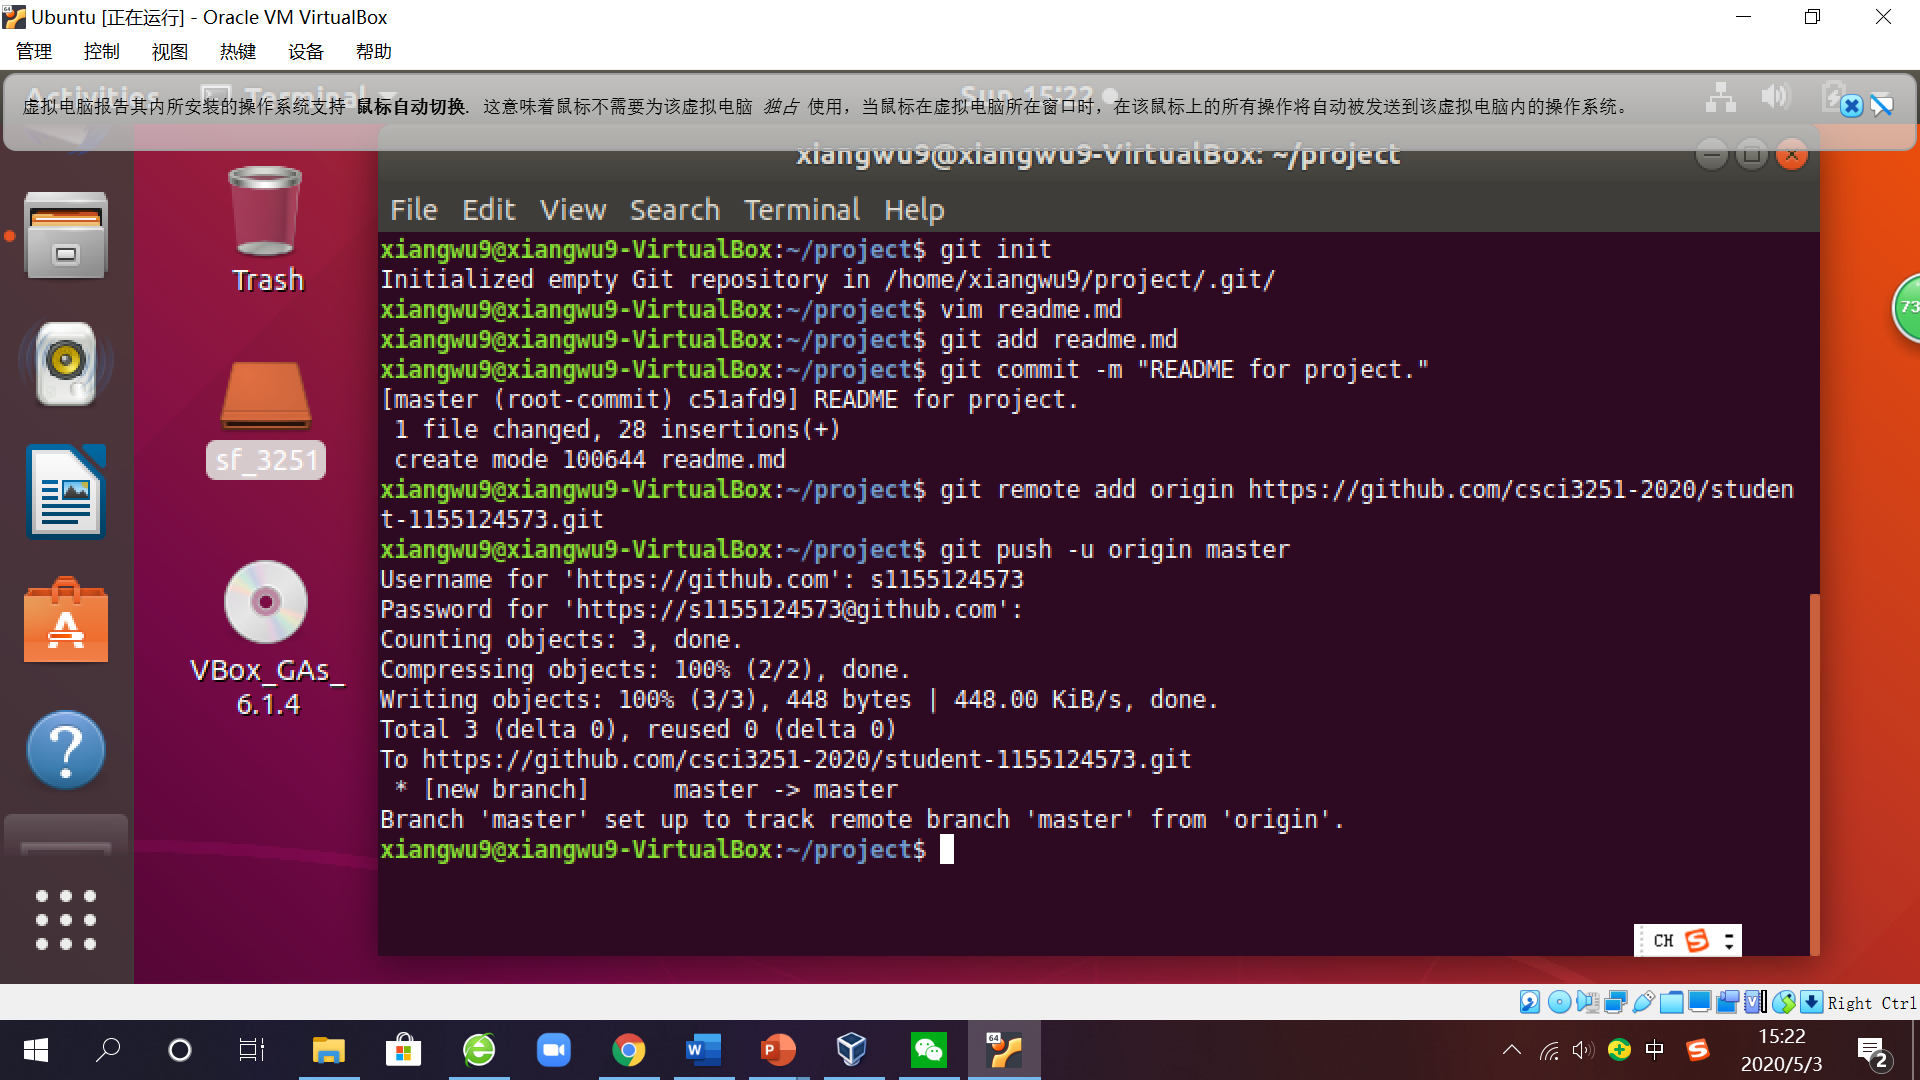 Ubuntu [正在运行] - Oracle VM VirtualBox
管理 控制 视图 热键 设备 帮助
Activities Terminal Sun 15:22
虚拟电脑报告其内所安装的操作系统支持 鼠标自动切换. 这意味着鼠标不需要为该虚拟电脑 独占 使用，当鼠标在虚拟电脑所在窗口时，在该鼠标上的所有操作将自动被发送到该虚拟电脑内的操作系统。
xiangwu9@xiangwu9-VirtualBox: ~/project
File Edit View Search Terminal Help
xiangwu9@xiangwu9-VirtualBox:~/project$ git init
Initialized empty Git repository in /home/xiangwu9/project/.git/
xiangwu9@xiangwu9-VirtualBox:~/project$ vim readme.md
xiangwu9@xiangwu9-VirtualBox:~/project$ git add readme.md
xiangwu9@xiangwu9-VirtualBox:~/project$ git commit -m "README for project."
[master (root-commit) c51afd9] README for project.
 1 file changed, 28 insertions(+)
 create mode 100644 readme.md
xiangwu9@xiangwu9-VirtualBox:~/project$ git remote add origin https://github.com/csci3251-2020/studen
t-1155124573.git
xiangwu9@xiangwu9-VirtualBox:~/project$ git push -u origin master
Username for 'https://github.com': s1155124573
Password for 'https://s1155124573@github.com':
Counting objects: 3, done.
Compressing objects: 100% (2/2), done.
Writing objects: 100% (3/3), 448 bytes | 448.00 KiB/s, done.
Total 3 (delta 0), reused 0 (delta 0)
To https://github.com/csci3251-2020/student-1155124573.git
 * [new branch]      master -> master
Branch 'master' set up to track remote branch 'master' from 'origin'.
xiangwu9@xiangwu9-VirtualBox:~/project$
Trash
sf_3251
VBox_GAs_
6.1.4
73
CH
Right Ctrl
中
15:22
2020/5/3
2